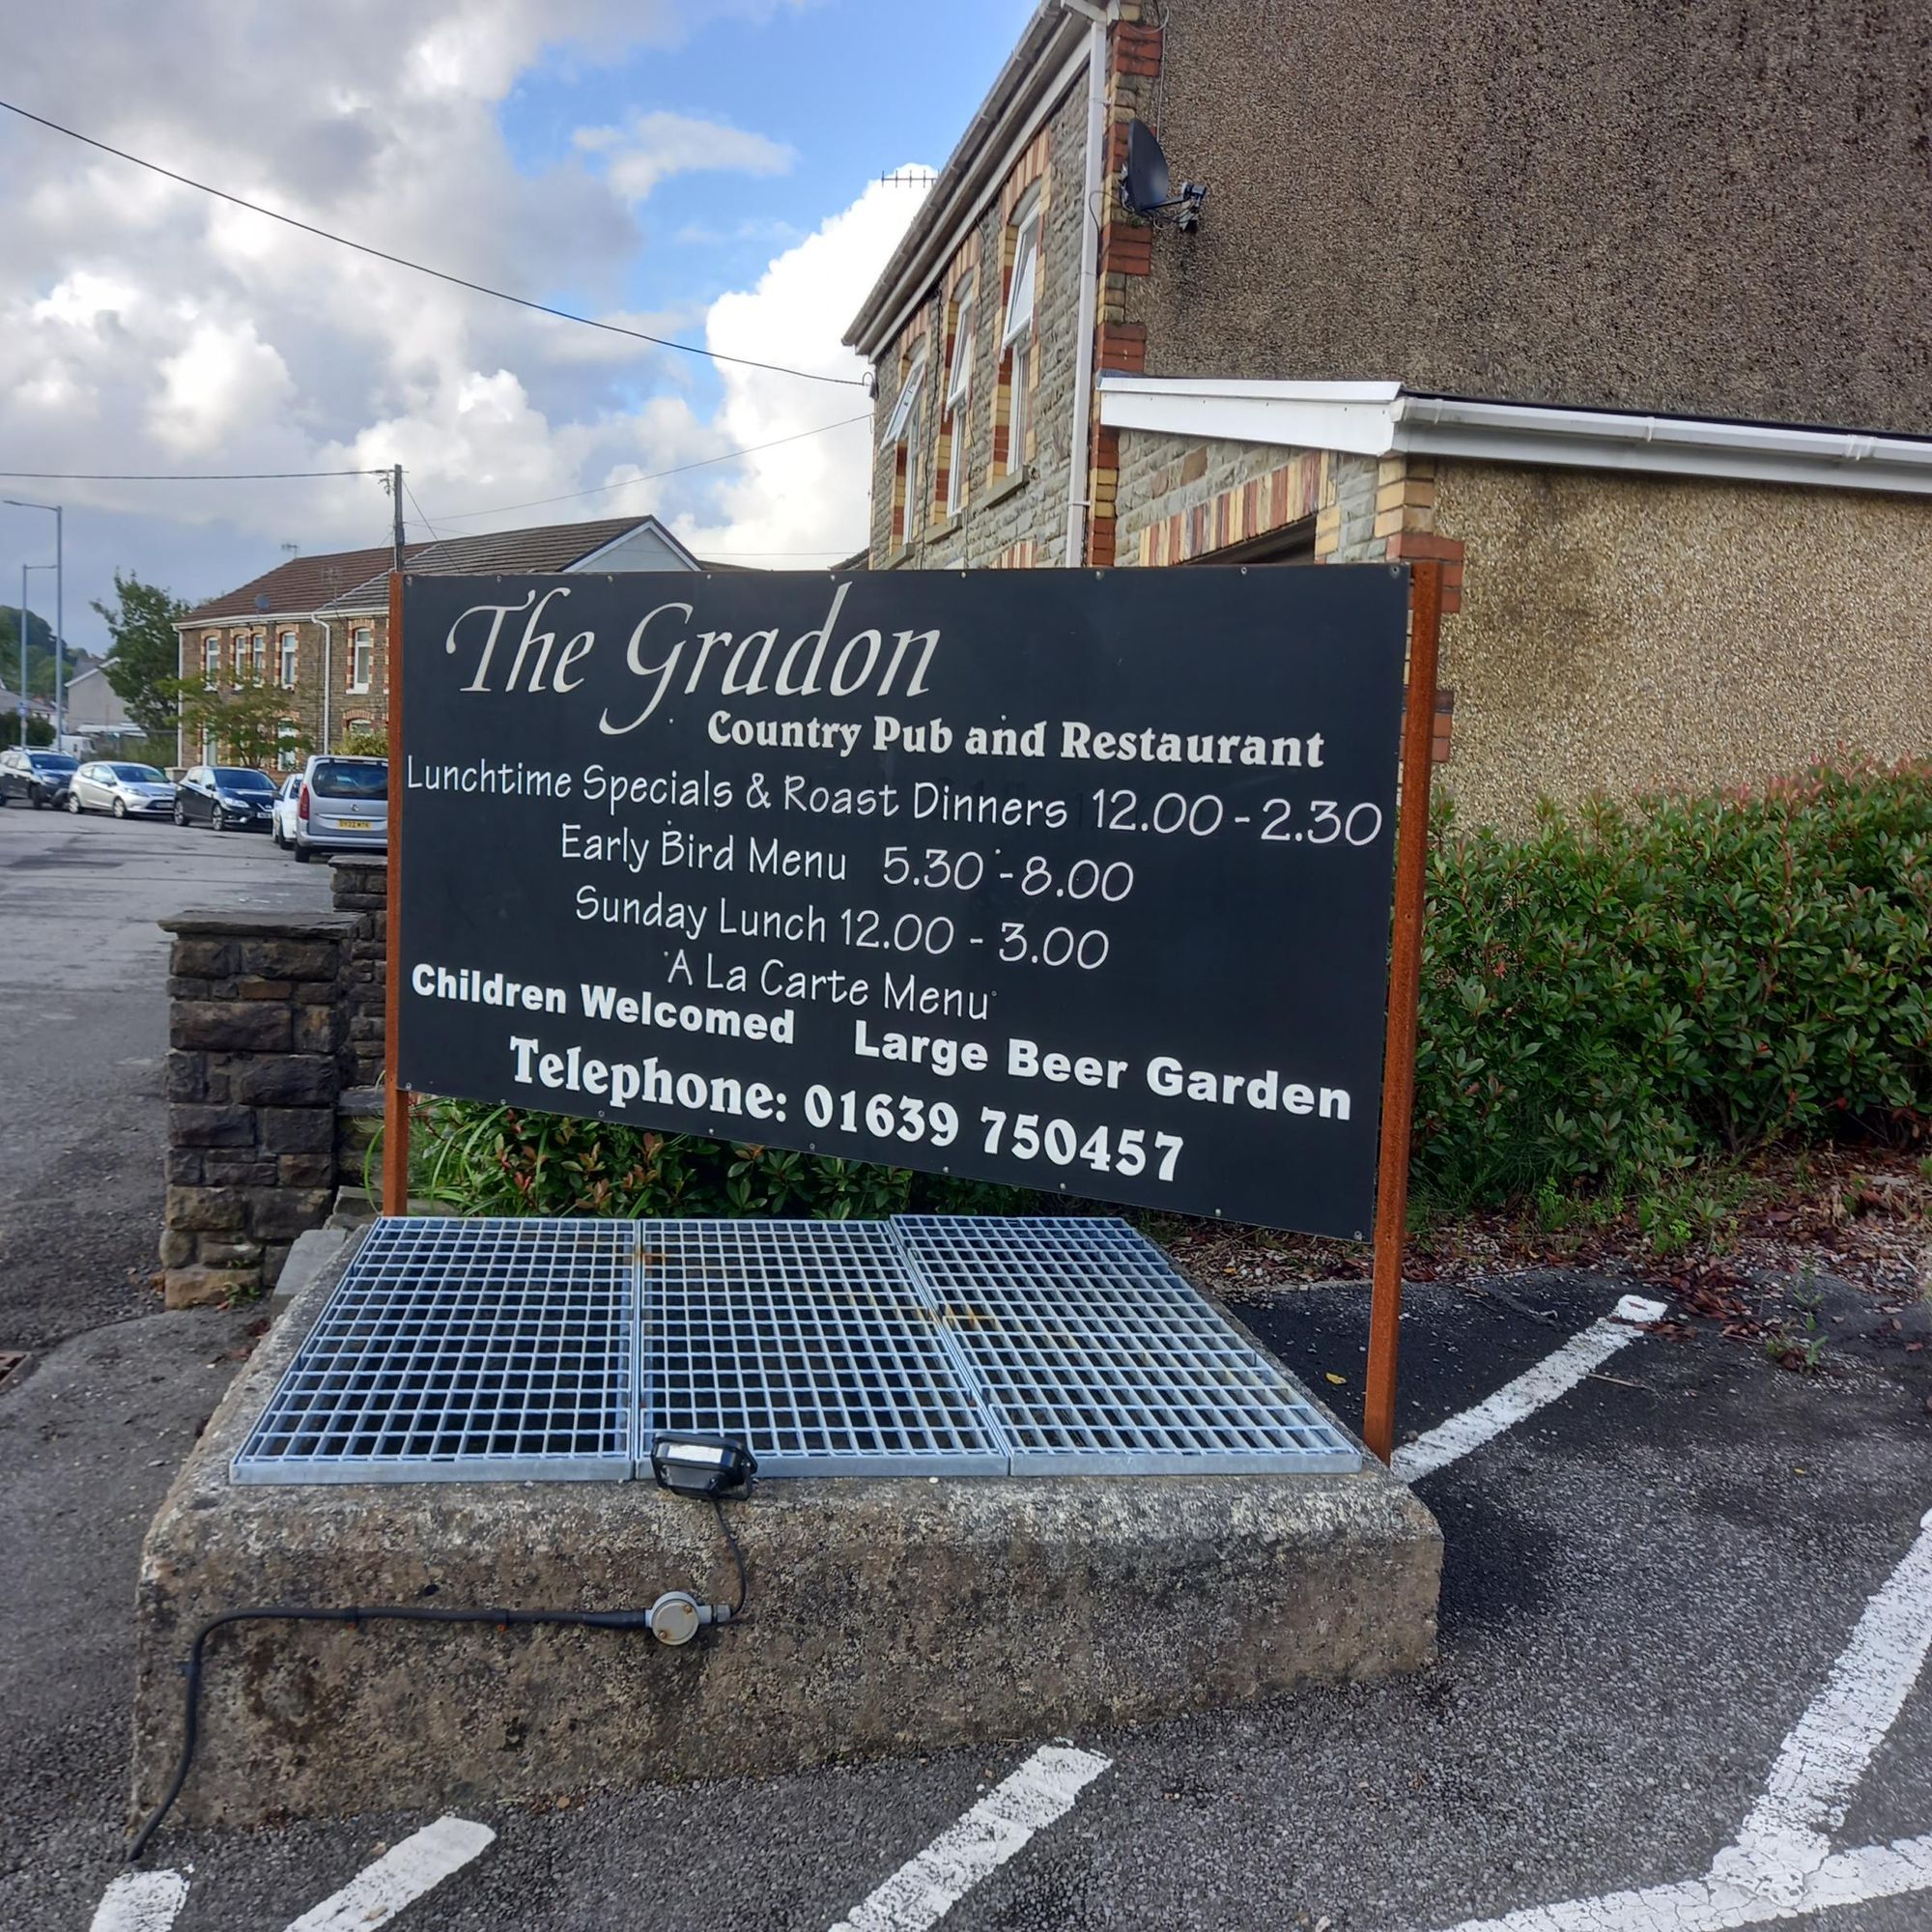 The Gradon
Country Pub and Restaurant
Lunchtime Specials & Roast Dinners 12.00 - 2.30
Early Bird Menu 5.30 - 8.00
Sunday Lunch 12.00 - 3.00
'A La Carte Menu'
Children Welcomed Large Beer Garden
Telephone: 01639 750457